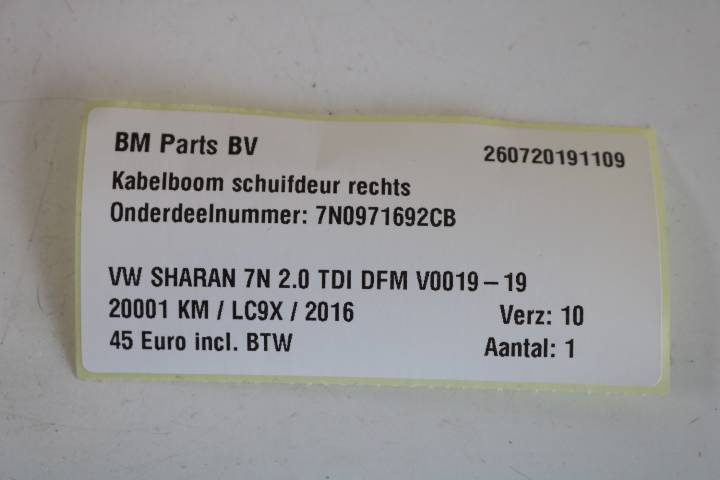 BM Parts BV 260720191109
Kabelboom schuifdeur rechts
Onderdeelnummer: 7N0971692CB
VW SHARAN 7N 2.0 TDI DFM V0019-19
20001 KM / LC9X / 2016 Verz: 10
45 Euro incl. BTW Aantal: 1